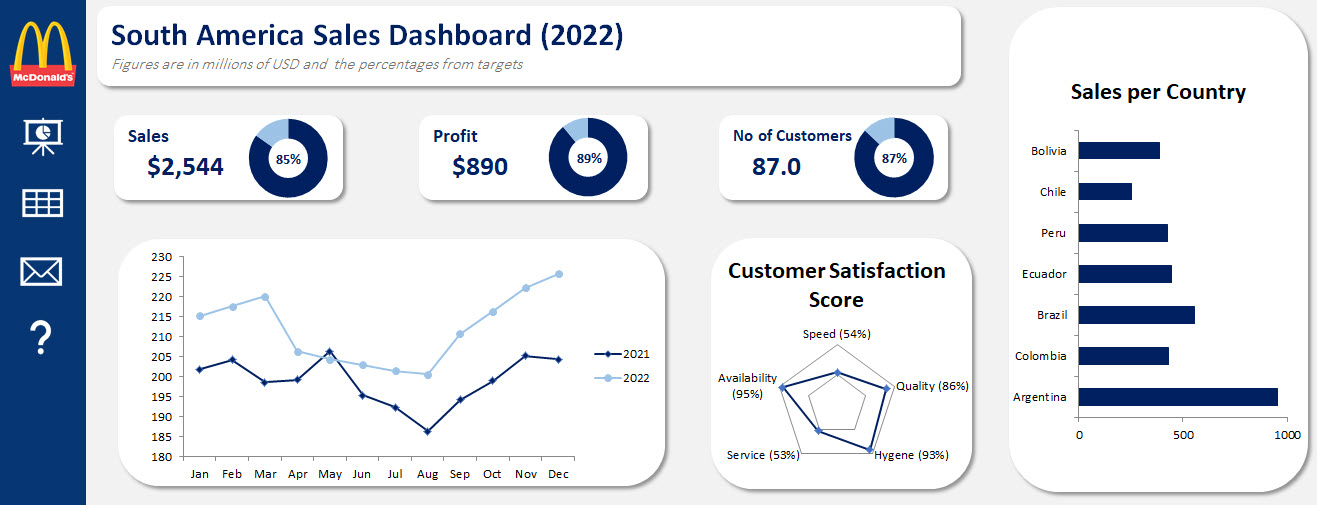 McDonald's
South America Sales Dashboard (2022)
Figures are in millions of USD and the percentages from targets
Sales
$2,544
85%
Profit
$890
89%
No of Customers
87.0
87%
230
225
220
215
210
205
200
195
190
185
180
Jan Feb Mar Apr May Jun Jul Aug Sep Oct Nov Dec
2021
2022
Customer Satisfaction
Score
Speed (54%)
Quality (86%)
Hygene (93%)
Service (53%)
Availability
(95%)
Sales per Country
Bolivia
Chile
Peru
Ecuador
Brazil
Colombia
Argentina
0 500 1000